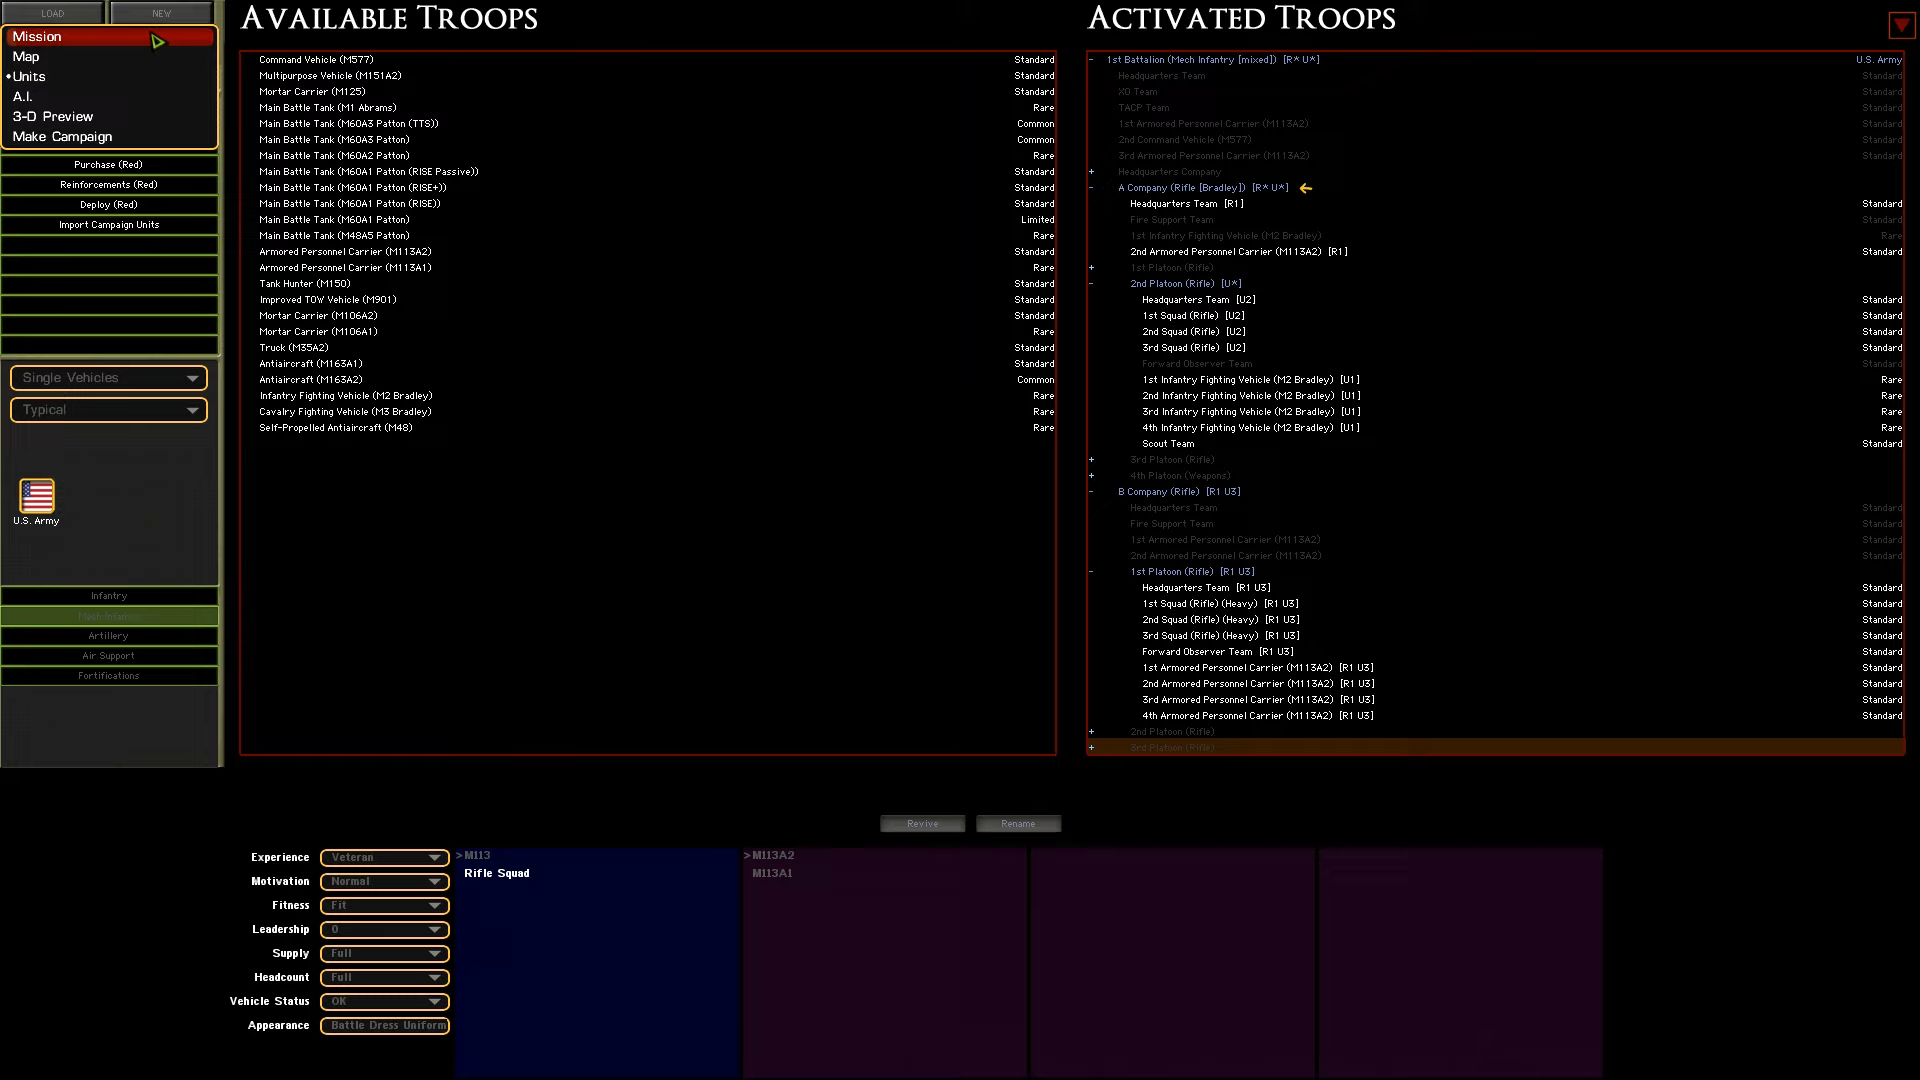 LOAD
NEW
Mission
Map
•Units
A.I.
3-D Preview
Make Campaign
Purchase (Red)
Reinforcements (Red)
Deploy (Red)
Import Campaign Units
Single Vehicles
Typical
U.S. Army
Infantry
Artillery
Air Support
Fortifications
AVAILABLE TROOPS
Command Vehicle (M577) Standard
Multipurpose Vehicle (M151A2) Standard
Mortar Carrier (M125) Standard
Main Battle Tank (M1 Abrams) Rare
Main Battle Tank (M60A3 Patton (TTS)) Common
Main Battle Tank (M60A3 Patton) Common
Main Battle Tank (M60A2 Patton) Rare
Main Battle Tank (M60A1 Patton (RISE Passive)) Standard
Main Battle Tank (M60A1 Patton (RISE+)) Standard
Main Battle Tank (M60A1 Patton (RISE)) Standard
Main Battle Tank (M60A1 Patton) Limited
Main Battle Tank (M48A5 Patton) Rare
Armored Personnel Carrier (M113A2) Standard
Armored Personnel Carrier (M113A1) Rare
Tank Hunter (M150) Standard
Improved TOW Vehicle (M901) Standard
Mortar Carrier (M106A2) Standard
Mortar Carrier (M106A1) Rare
Truck (M35A2) Standard
Antiaircraft (M163A1) Standard
Antiaircraft (M163A2) Common
Infantry Fighting Vehicle (M2 Bradley) Rare
Cavalry Fighting Vehicle (M3 Bradley) Rare
Self-Propelled Antiaircraft (M48) Rare
ACTIVATED TROOPS
- 1st Battalion (Mech Infantry [mixed]) [R* U*] U.S. Army
Headquarters Team Standard
XO Team Standard
TACP Team Standard
1st Armored Personnel Carrier (M113A2) Standard
2nd Command Vehicle (M577) Standard
3rd Armored Personnel Carrier (M113A2) Standard
+ Headquarters Company
- A Company (Rifle [Bradley]) [R* U*]
Headquarters Team [R1] Standard
Fire Support Team Standard
1st Infantry Fighting Vehicle (M2 Bradley) Rare
2nd Armored Personnel Carrier (M113A2) [R1] Standard
+ 1st Platoon (Rifle)
- 2nd Platoon (Rifle) [U*]
Headquarters Team [U2] Standard
1st Squad (Rifle) [U2] Standard
2nd Squad (Rifle) [U2] Standard
3rd Squad (Rifle) [U2] Standard
Forward Observer Team Standard
1st Infantry Fighting Vehicle (M2 Bradley) [U1] Rare
2nd Infantry Fighting Vehicle (M2 Bradley) [U1] Rare
3rd Infantry Fighting Vehicle (M2 Bradley) [U1] Rare
4th Infantry Fighting Vehicle (M2 Bradley) [U1] Rare
Scout Team Standard
+ 3rd Platoon (Rifle)
+ 4th Platoon (Weapons)
- B Company (Rifle) [R1 U3]
Headquarters Team Standard
Fire Support Team Standard
1st Armored Personnel Carrier (M113A2) Standard
2nd Armored Personnel Carrier (M113A2) Standard
- 1st Platoon (Rifle) [R1 U3]
Headquarters Team [R1 U3] Standard
1st Squad (Rifle) (Heavy) [R1 U3] Standard
2nd Squad (Rifle) (Heavy) [R1 U3] Standard
3rd Squad (Rifle) (Heavy) [R1 U3] Standard
Forward Observer Team [R1 U3] Standard
1st Armored Personnel Carrier (M113A2) [R1 U3] Standard
2nd Armored Personnel Carrier (M113A2) [R1 U3] Standard
3rd Armored Personnel Carrier (M113A2) [R1 U3] Standard
4th Armored Personnel Carrier (M113A2) [R1 U3] Standard
+ 2nd Platoon (Rifle)
+ 3rd Platoon (Rifle)
Revive
Rename
Experience Veteran
Motivation Normal
Fitness Fit
Leadership 0
Supply Full
Headcount Full
Vehicle Status OK
Appearance Battle Dress Uniform
>M113
Rifle Squad
>M113A2
M113A1